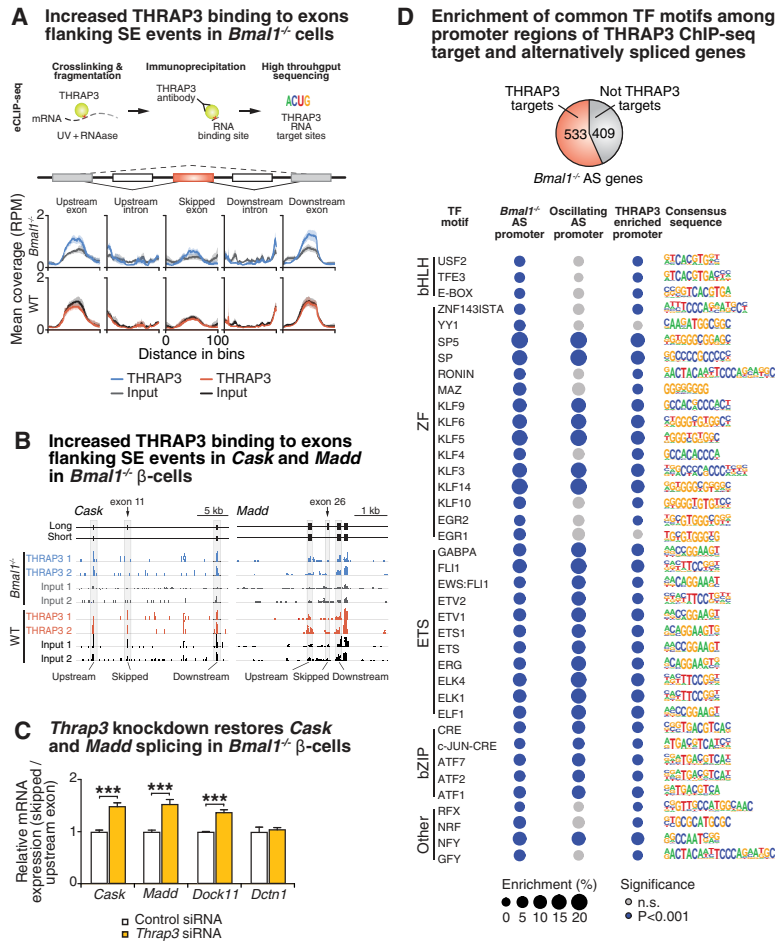 A Increased THRAP3 binding to exons
flanking SE events in Bmal1-/- cells
eCLIP-seq
Crosslinking &
fragmentation
THRAP3
mRNA
UV + RNAase
Immunoprecipitation
THRAP3
antibody
RNA
binding site
High throughgput
sequencing
ACUG
THRAP3
RNA
target sites
Mean coverage (RPM)
Bmal1-/-
WT
Upstream
exon
Upstream
intron
Skipped
exon
Downstream
intron
Downstream
exon
2
0
2
0
0 100
Distance in bins
THRAP3 THRAP3
Input Input
B Increased THRAP3 binding to exons
flanking SE events in Cask and Madd
in Bmal1-/- β-cells
Cask exon 11 5 kb
Madd exon 26 1 kb
Long
Short
Bmal1-/-
THRAP3 1
THRAP3 2
Input 1
Input 2
WT
THRAP3 1
THRAP3 2
Input 1
Input 2
Upstream Skipped Downstream
Upstream Skipped Downstream
C Thrap3 knockdown restores Cask
and Madd splicing in Bmal1-/- β-cells
Relative mRNA
expression (skipped /
upstream exon)
2
1
0
*** *** ***
Cask Madd Dock11 Dctn1
Control siRNA
Thrap3 siRNA
D Enrichment of common TF motifs among
promoter regions of THRAP3 ChIP-seq
target and alternatively spliced genes
THRAP3
targets
Not THRAP3
targets
533 409
Bmal1-/- AS genes
TF
motif
Bmal1-/-
AS
promoter
Oscillating
AS
promoter
THRAP3
enriched
promoter
Consensus
sequence
bHLH
USF2
TFE3
E-BOX
ZF
ZNF143ISTA
YY1
SP5
SP
RONIN
MAZ GGGGGGGG
KLF9
KLF6
KLF5
KLF4
KLF3
KLF14
KLF10
EGR2
EGR1
ETS
GABPA
FLI1
EWS:FLI1
ETV2
ETV1
ETS1
ETS
ERG
ELK4
ELK1
ELF1
bZIP
CRE
c-JUN-CRE
ATF7
ATF2
ATF1
Other
RFX
NRF
NFY
GFY
Enrichment (%)
0 5 10 15 20
Significance
n.s.
P<0.001